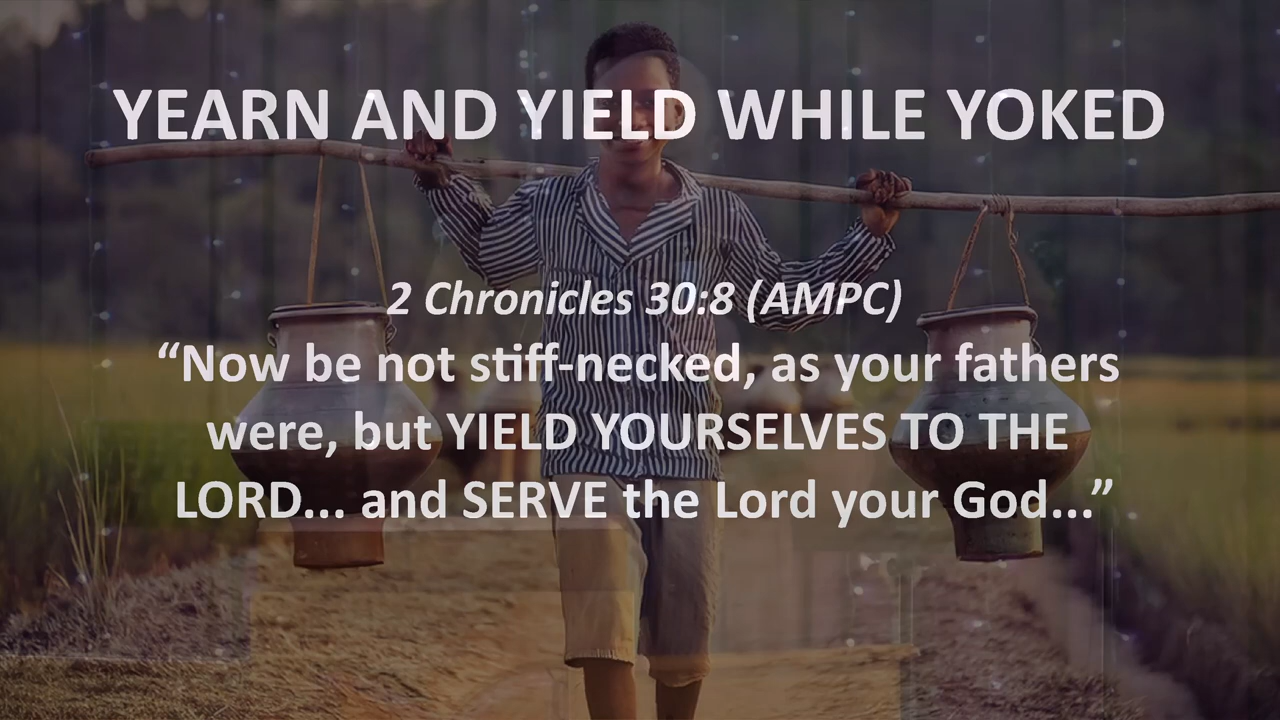 YEARN AND YIELD WHILE YOKED
2 Chronicles 30:8 (AMPC)
“Now be not stiff-necked, as your fathers
were, but YIELD YOURSELVES TO THE
LORD... and SERVE the Lord your God...”